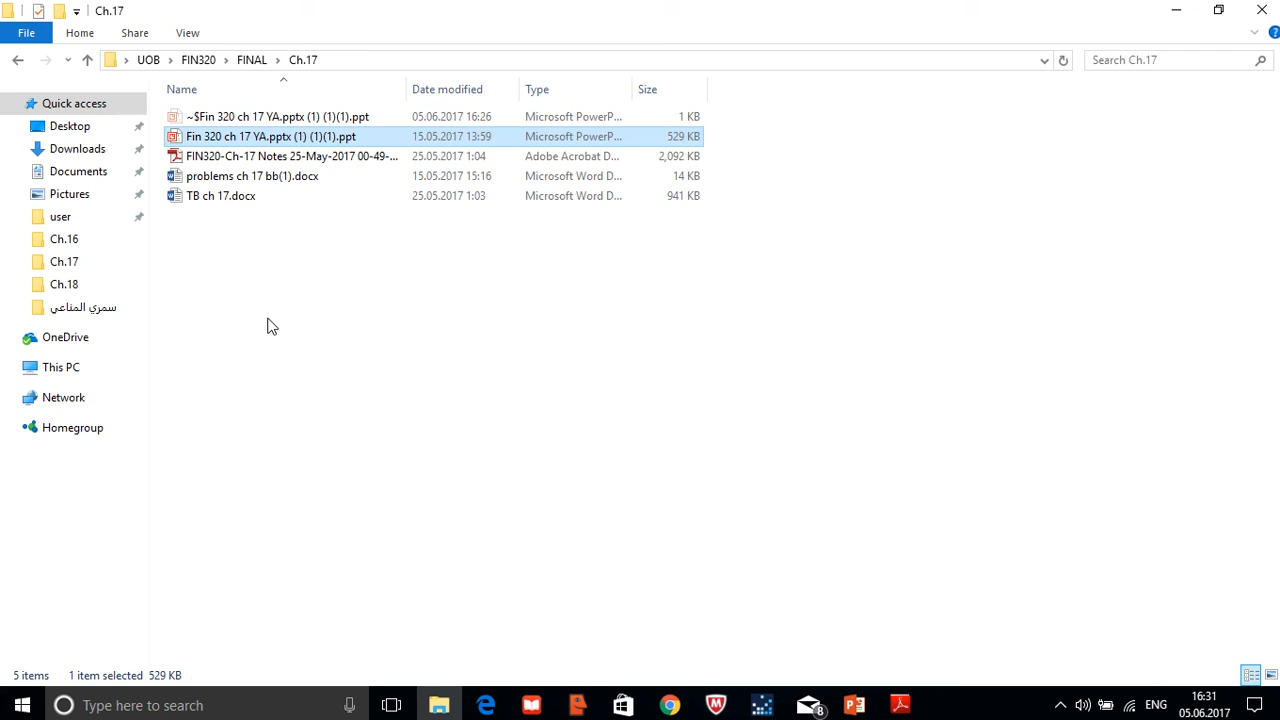 Ch.17
File Home Share View
UOB FIN320 FINAL Ch.17 Search Ch.17
Name Date modified Type Size
Quick access
Desktop
Downloads
Documents
Pictures
user
Ch.16
Ch.17
Ch.18
سمري المناعي
OneDrive
This PC
Network
Homegroup
~$Fin 320 ch 17 YA.pptx (1) (1)(1).ppt 05.06.2017 16:26 Microsoft PowerP... 1 KB
Fin 320 ch 17 YA.pptx (1) (1)(1).ppt 15.05.2017 13:59 Microsoft PowerP... 529 KB
FIN320-Ch-17 Notes 25-May-2017 00-49-... 25.05.2017 1:04 Adobe Acrobat D... 2,092 KB
problems ch 17 bb(1).docx 15.05.2017 15:16 Microsoft Word D... 14 KB
TB ch 17.docx 25.05.2017 1:03 Microsoft Word D... 941 KB
5 items 1 item selected 529 KB
Type here to search
8
ENG
16:31
05.06.2017